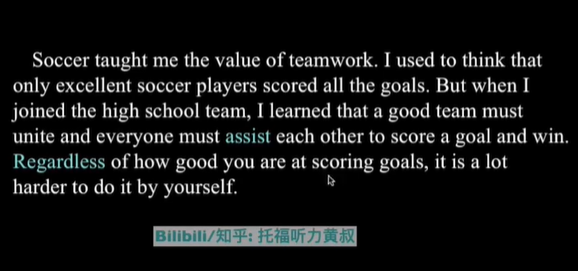 Soccer taught me the value of teamwork. I used to think that
only excellent soccer players scored all the goals. But when I
joined the high school team, I learned that a good team must
unite and everyone must assist each other to score a goal and win.
Regardless of how good you are at scoring goals, it is a lot
harder to do it by yourself.
Bilibili/知乎: 托福听力黄叔